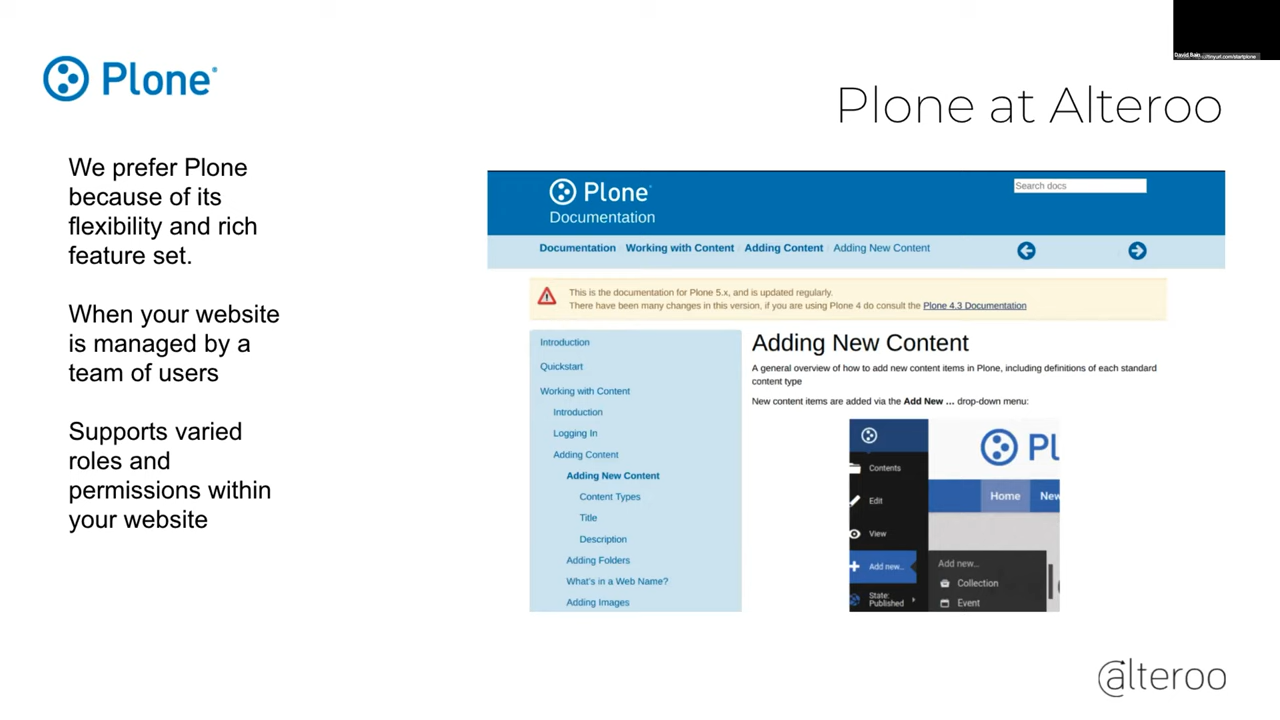 David Bain
://tinyurl.com/startplone
Plone
Plone at Alteroo
We prefer Plone
because of its
flexibility and rich
feature set.
When your website
is managed by a
team of users
Supports varied
roles and
permissions within
your website
Plone
Documentation
Search docs
Documentation Working with Content Adding Content Adding New Content
This is the documentation for Plone 5.x, and is updated regularly.
There have been many changes in this version, if you are using Plone 4 do consult the Plone 4.3 Documentation
Introduction
Quickstart
Working with Content
Introduction
Logging In
Adding Content
Adding New Content
Content Types
Title
Description
Adding Folders
What's in a Web Name?
Adding Images
Adding New Content
A general overview of how to add new content items in Plone, including definitions of each standard
content type
New content items are added via the Add New ... drop-down menu:
Contents
Edit
View
Add new...
State:
Published
Pl
Home New
Add new...
Collection
Event
alteroo